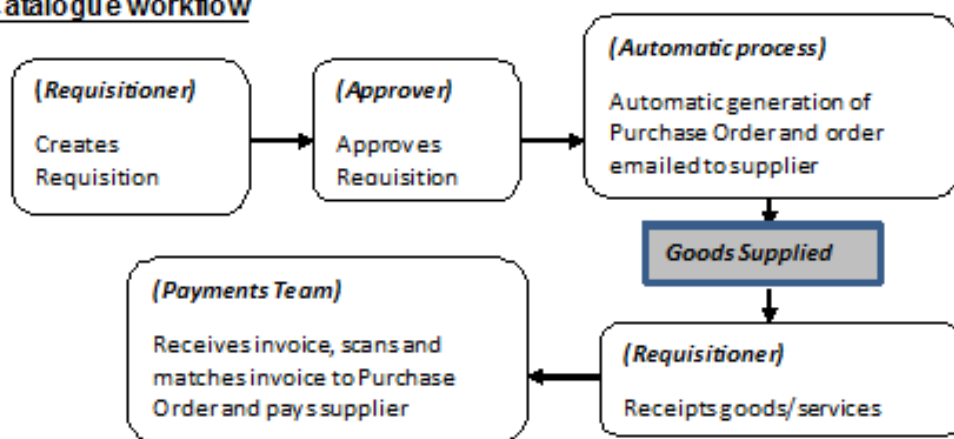 Catalogue workflow
(Requisitioner)
Creates
Requisition
(Approver)
Approves
Requisition
(Automatic process)
Automatic generation of
Purchase Order and order
emailed to supplier
Goods Supplied
(Requisitioner)
Receipts goods/services
(Payments Team)
Receives invoice, scans and
matches invoice to Purchase
Order and pays supplier